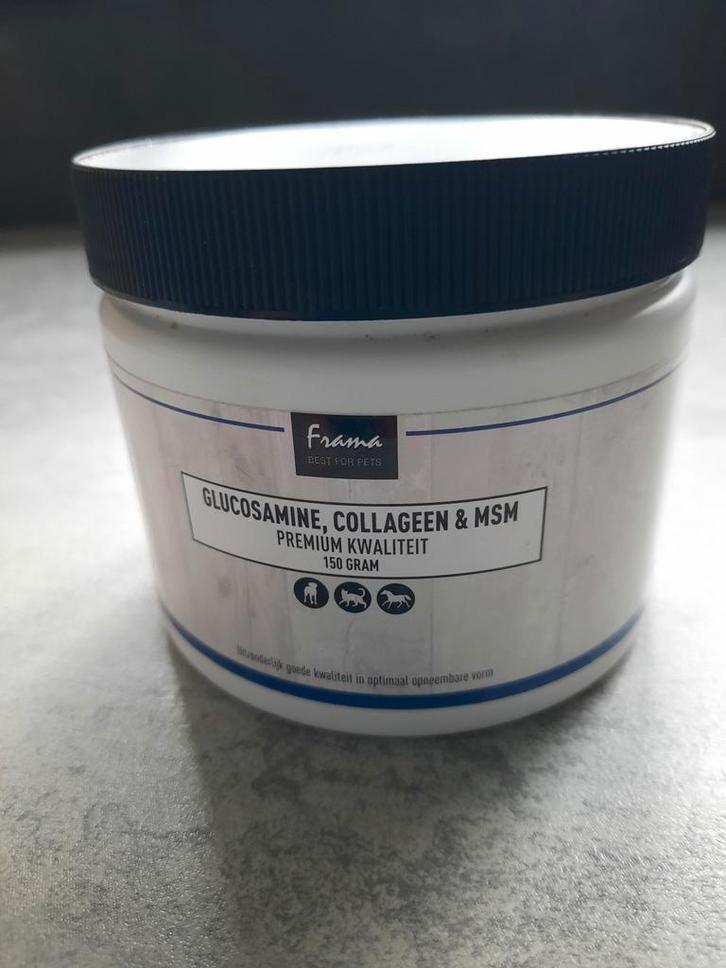 Frama
BEST FOR PETS
GLUCOSAMINE, COLLAGEEN & MSM
PREMIUM KWALITEIT
150 GRAM
Uitzonderlijk goede kwaliteit in optimaal opneembare vorm